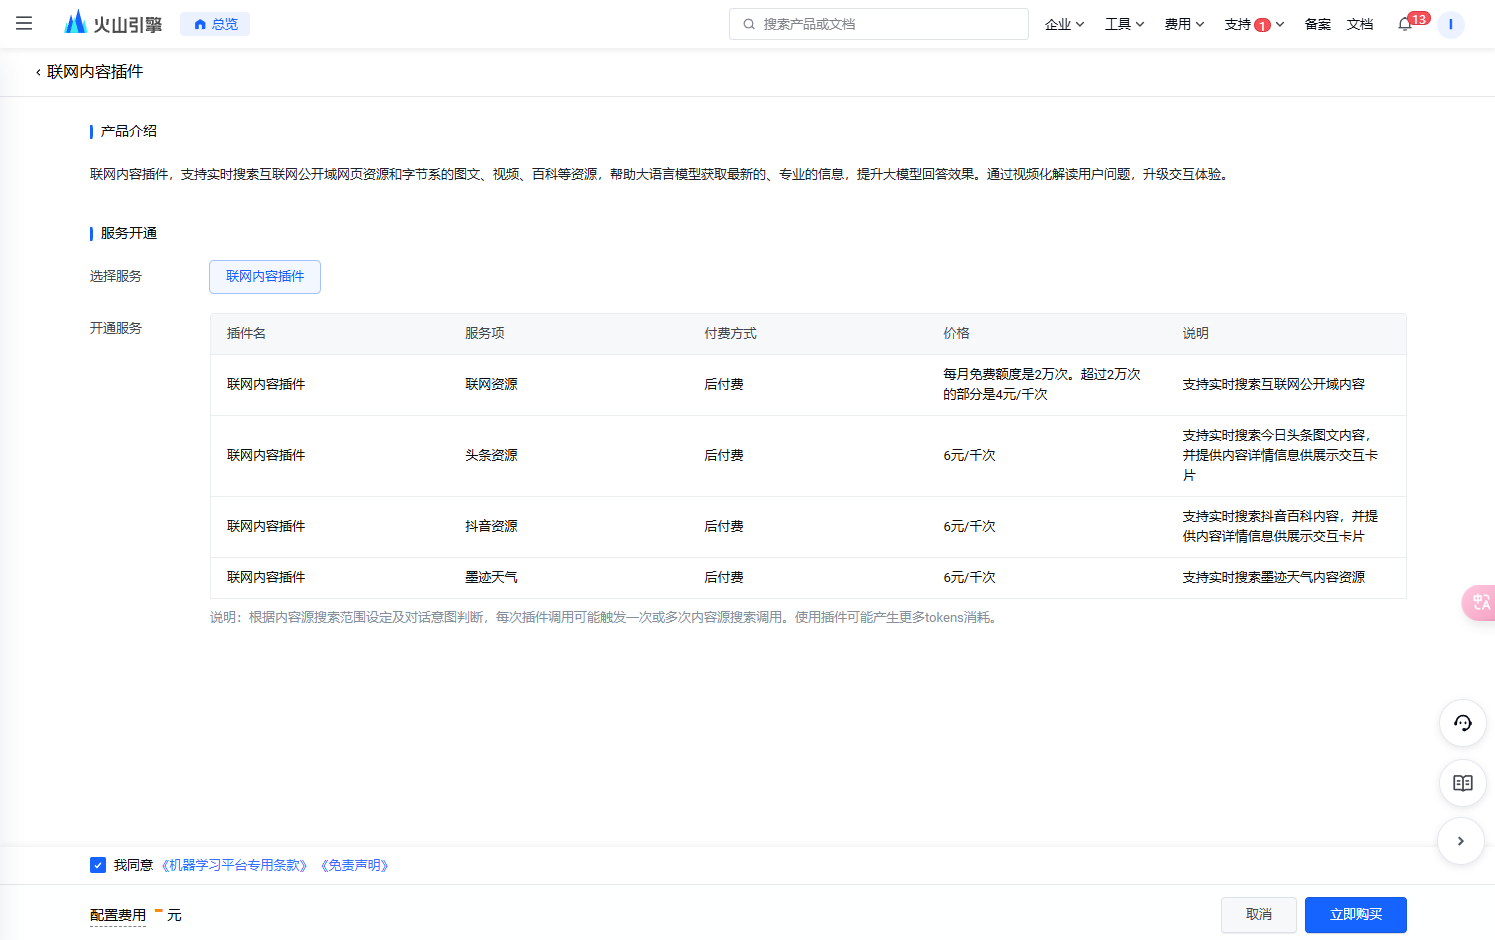 火山引擎
总览
搜索产品或文档
企业
工具
费用
支持 1
备案
文档
13
I
联网内容插件
产品介绍
联网内容插件，支持实时搜索互联网公开域网页资源和字节系的图文、视频、百科等资源，帮助大语言模型获取最新的、专业的信息，提升大模型回答效果。通过视频化解读用户问题，升级交互体验。
服务开通
选择服务
联网内容插件
开通服务
插件名 服务项 付费方式 价格 说明
联网内容插件 联网资源 后付费 每月免费额度是2万次。超过2万次
的部分是4元/千次
支持实时搜索互联网公开域内容
联网内容插件 头条资源 后付费 6元/千次
支持实时搜索今日头条图文内容，
并提供内容详情信息供展示交互卡
片
联网内容插件 抖音资源 后付费 6元/千次
支持实时搜索抖音百科内容，并提
供内容详情信息供展示交互卡片
联网内容插件 墨迹天气 后付费 6元/千次 支持实时搜索墨迹天气内容资源
说明：根据内容源搜索范围设定及对话意图判断，每次插件调用可能触发一次或多次内容源搜索调用。使用插件可能产生更多tokens消耗。
中A
我同意 《机器学习平台专用条款》 《免责声明》
配置费用 - 元
取消
立即购买